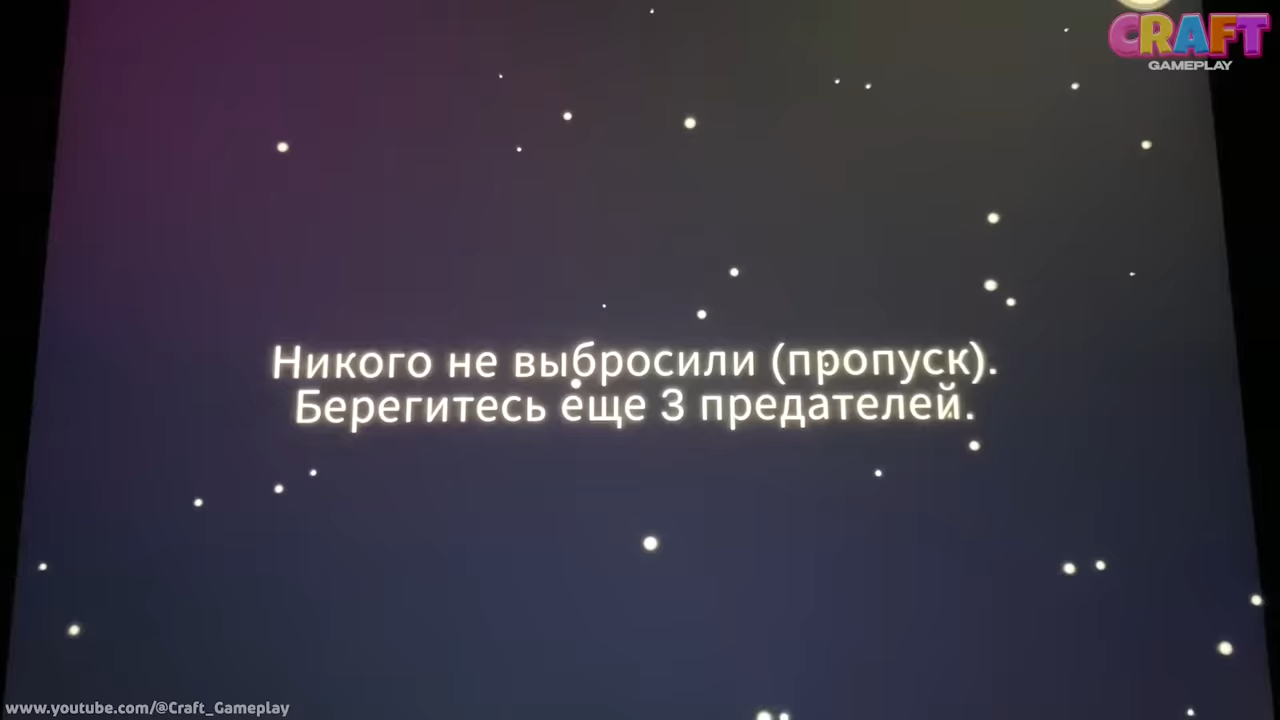 CRAFT
GAMEPLAY
Никого не выбросили (пропуск).
Берегитесь еще 3 предателей.
www.youtube.com/@Craft_Gameplay